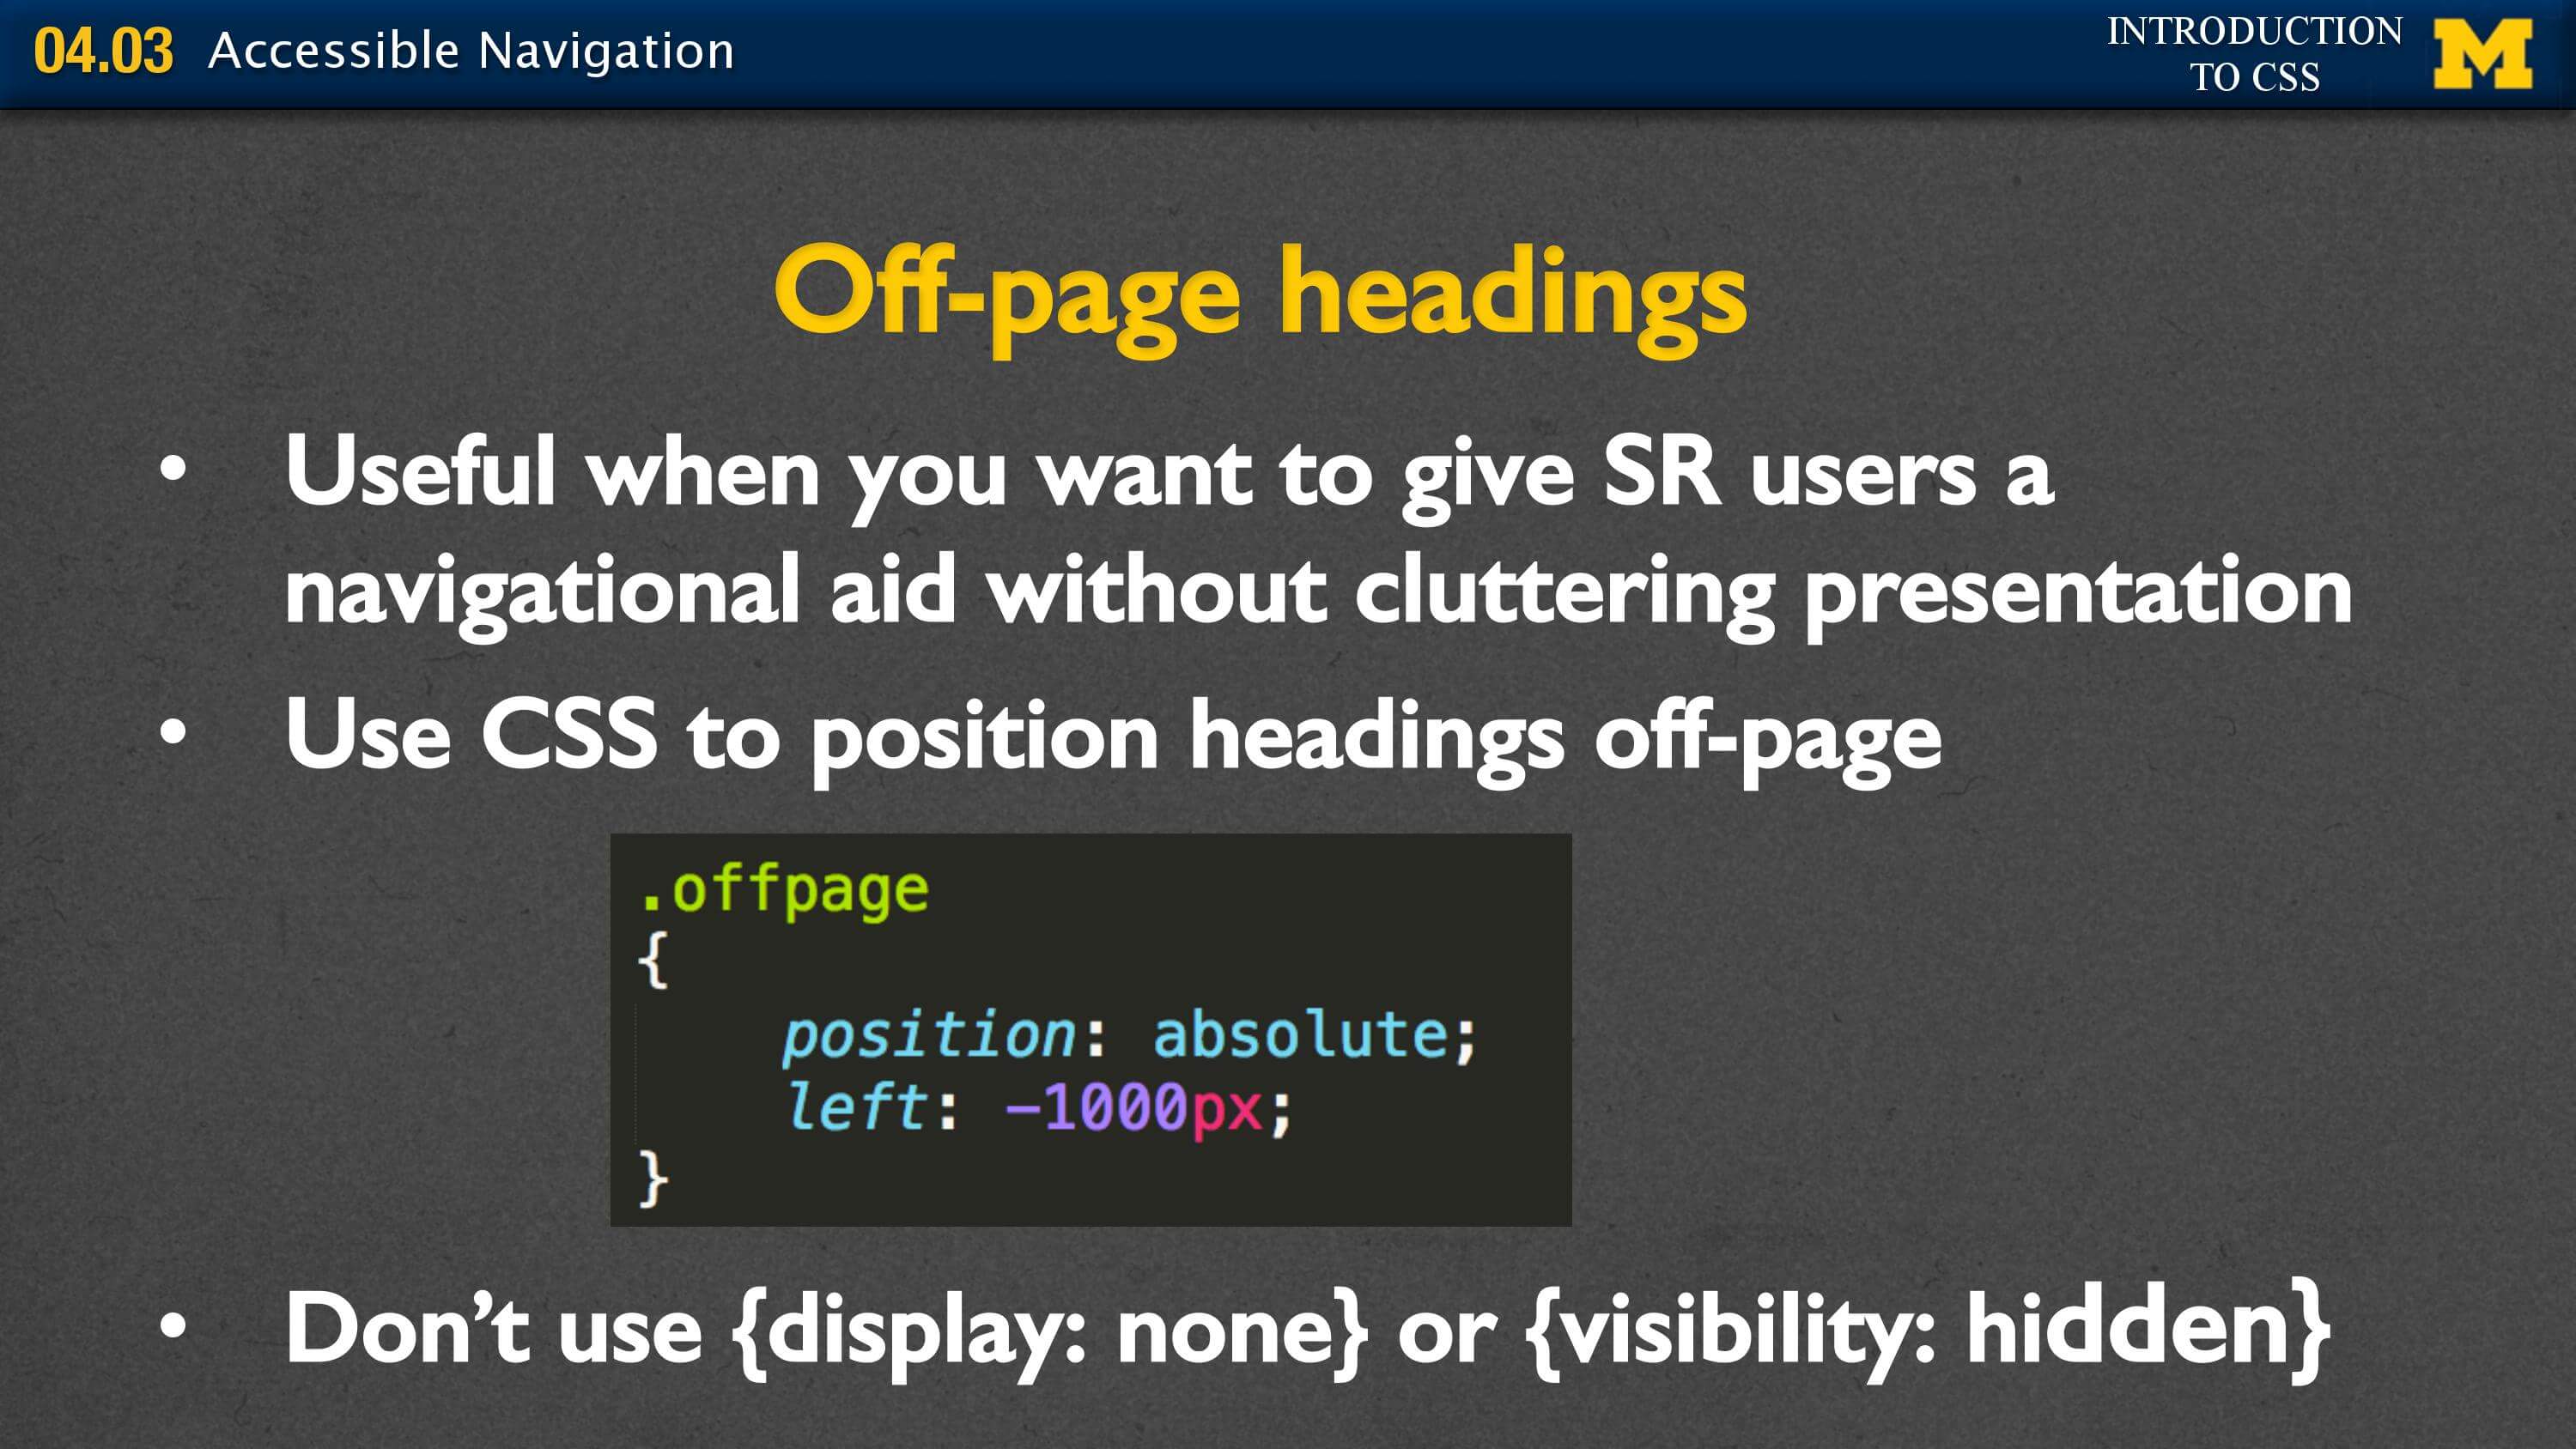 04.03 Accessible Navigation
INTRODUCTION
TO CSS
M
Off-page headings
• Useful when you want to give SR users a
navigational aid without cluttering presentation
• Use CSS to position headings off-page
.offpage
{
position: absolute;
left: -1000px;
}
• Don’t use {display: none} or {visibility: hidden}